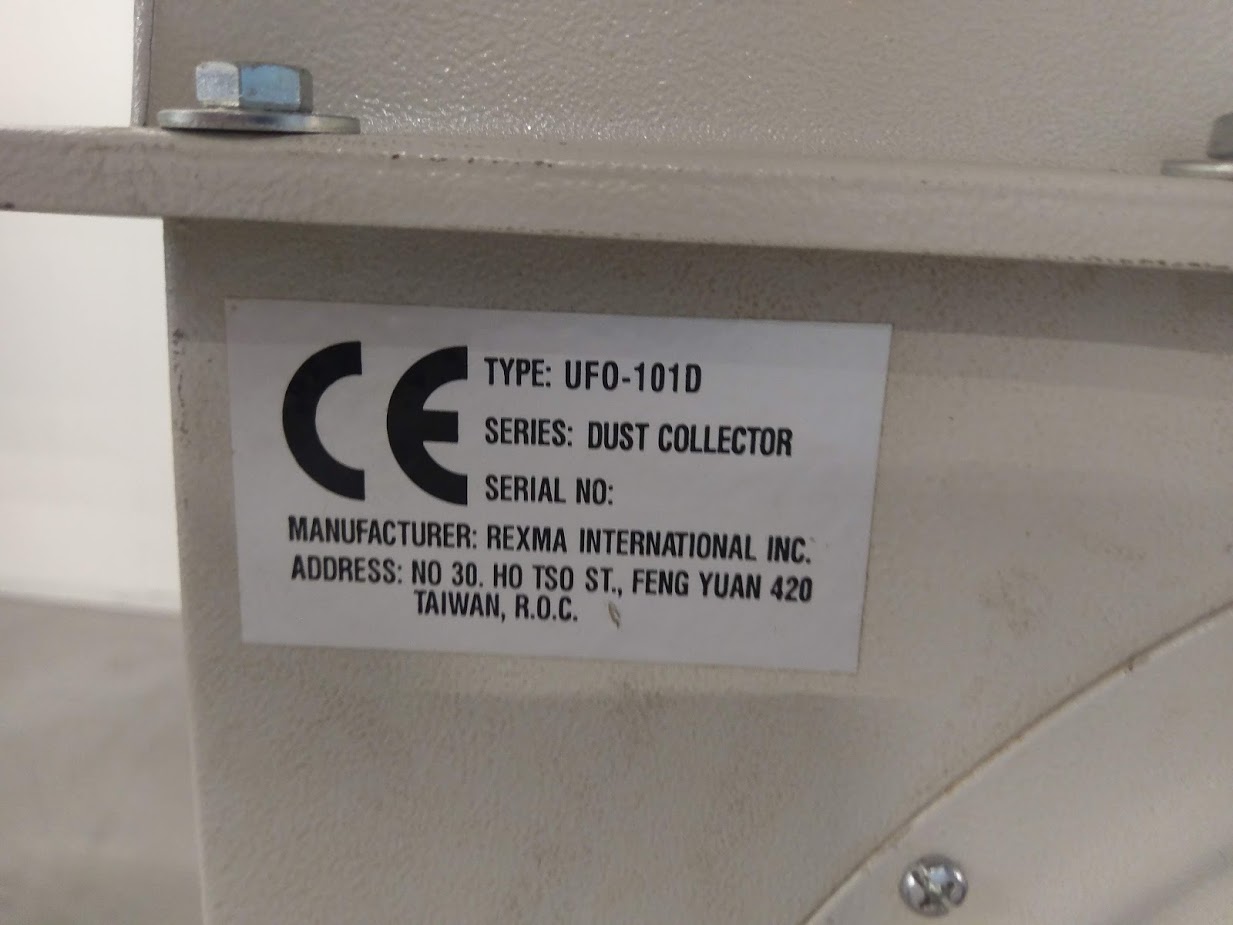 CE TYPE: UFO-101D
SERIES: DUST COLLECTOR
SERIAL NO:
MANUFACTURER: REXMA INTERNATIONAL INC.
ADDRESS: NO 30. HO TSO ST., FENG YUAN 420
TAIWAN, R.O.C.